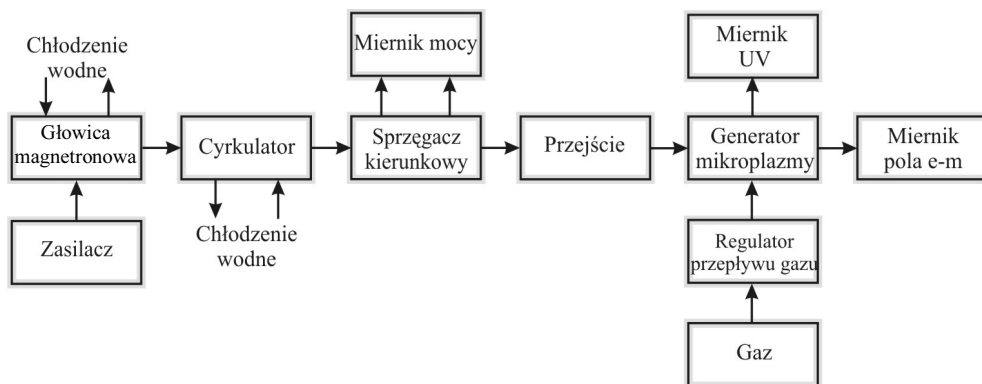 Chłodzenie
wodne
Głowica
magnetronowa
Zasilacz
Cyrkulator
Chłodzenie
wodne
Miernik mocy
Sprzęgacz
kierunkowy
Przejście
Miernik
UV
Generator
mikroplazmy
Miernik
pola e-m
Regulator
przepływu gazu
Gaz